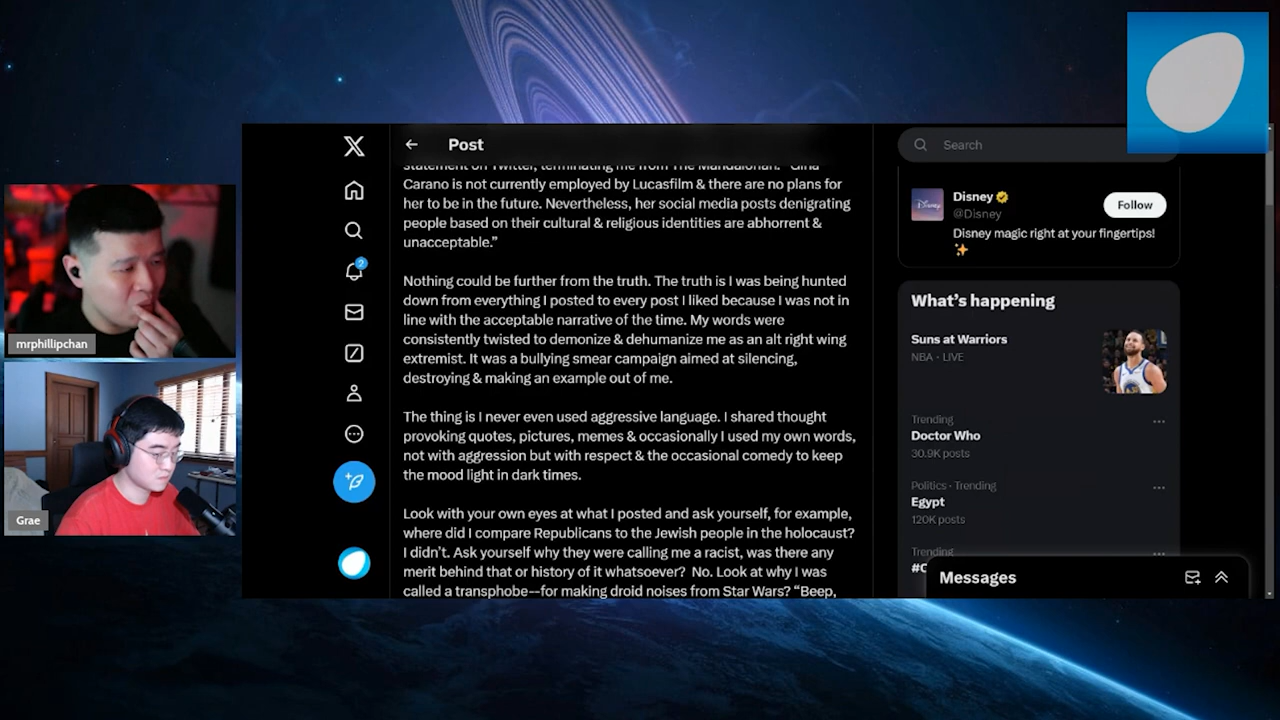 Post
statement on Twitter, terminating me from The Mandalorian: "Gina
Carano is not currently employed by Lucasfilm & there are no plans for
her to be in the future. Nevertheless, her social media posts denigrating
people based on their cultural & religious identities are abhorrent &
unacceptable."
Nothing could be further from the truth. The truth is I was being hunted
down from everything I posted to every post I liked because I was not in
line with the acceptable narrative of the time. My words were
consistently twisted to demonize & dehumanize me as an alt right wing
extremist. It was a bullying smear campaign aimed at silencing,
destroying & making an example out of me.
The thing is I never even used aggressive language. I shared thought
provoking quotes, pictures, memes & occasionally I used my own words,
not with aggression but with respect & the occasional comedy to keep
the mood light in dark times.
Look with your own eyes at what I posted and ask yourself, for example,
where did I compare Republicans to the Jewish people in the holocaust?
I didn't. Ask yourself why they were calling me a racist, was there any
merit behind that or history of it whatsoever?  No. Look at why I was
called a transphobe--for making droid noises from Star Wars? "Beep,
Search
Disney
@Disney
Follow
Disney magic right at your fingertips!
What's happening
Suns at Warriors
NBA · LIVE
Trending
Doctor Who
30.9K posts
Politics · Trending
Egypt
120K posts
Trending
Messages
2
mrphillipchan
Grae